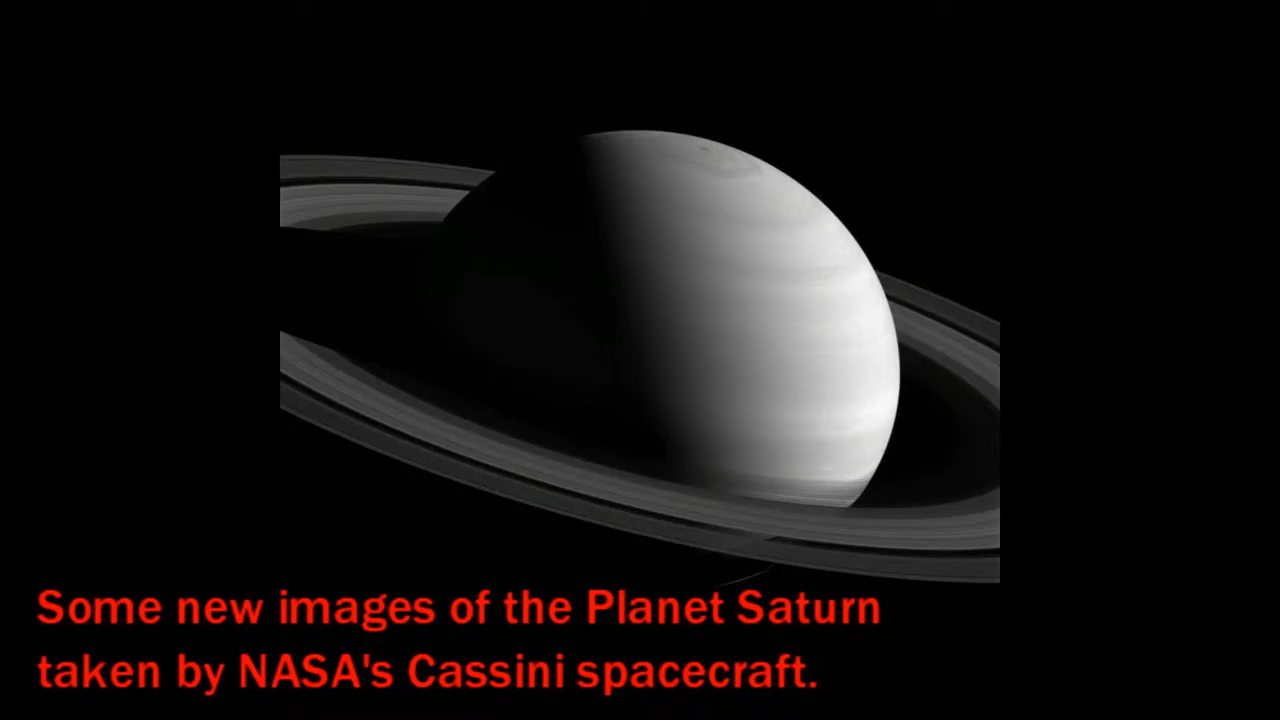 Some new images of the Planet Saturn
taken by NASA's Cassini spacecraft.